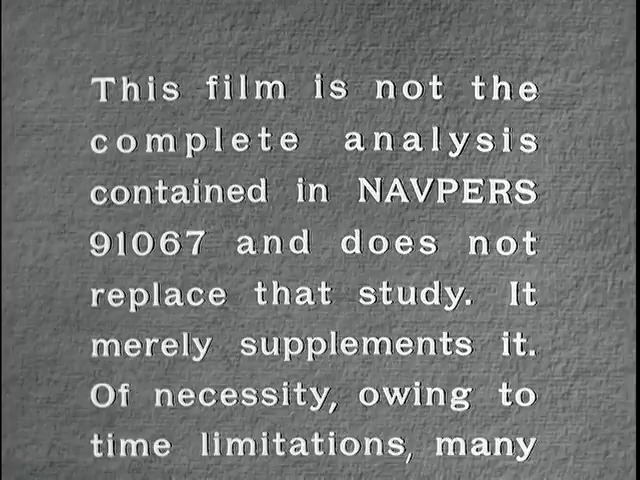 This film is not the
complete analysis
contained in NAVPERS
91067 and does not
replace that study. It
merely supplements it.
Of necessity, owing to
time limitations, many